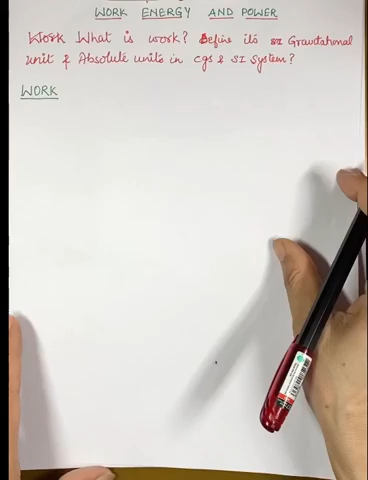 WORK ENERGY AND POWER
Work What is work? Define its SI Gravitational
unit & Absolute units in cgs & SI System?
WORK